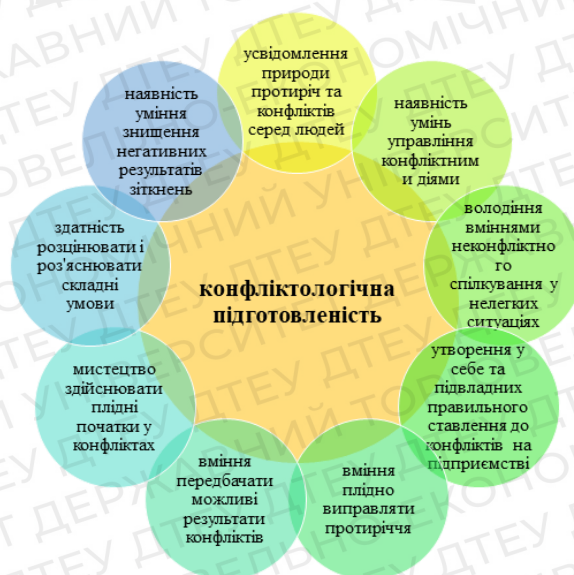 усвідомлення
природи
протиріч та
конфліктів
серед людей
наявність
умінь
управління
конфліктним
и діями
володіння
вміннями
неконфліктно
го
спілкування у
нелегких
ситуаціях
утворення у
себе та
підвладних
правильного
ставлення до
конфліктів на
підприємстві
вміння
плідно
виправляти
протиріччя
вміння
передбачати
можливі
результати
конфліктів
мистецтво
здійснювати
плідні
початки у
конфліктах
здатність
розцінювати і
роз'яснювати
складні
умови
наявність
уміння
знищення
негативних
результатів
зіткнень
конфліктологічна
підготовленість